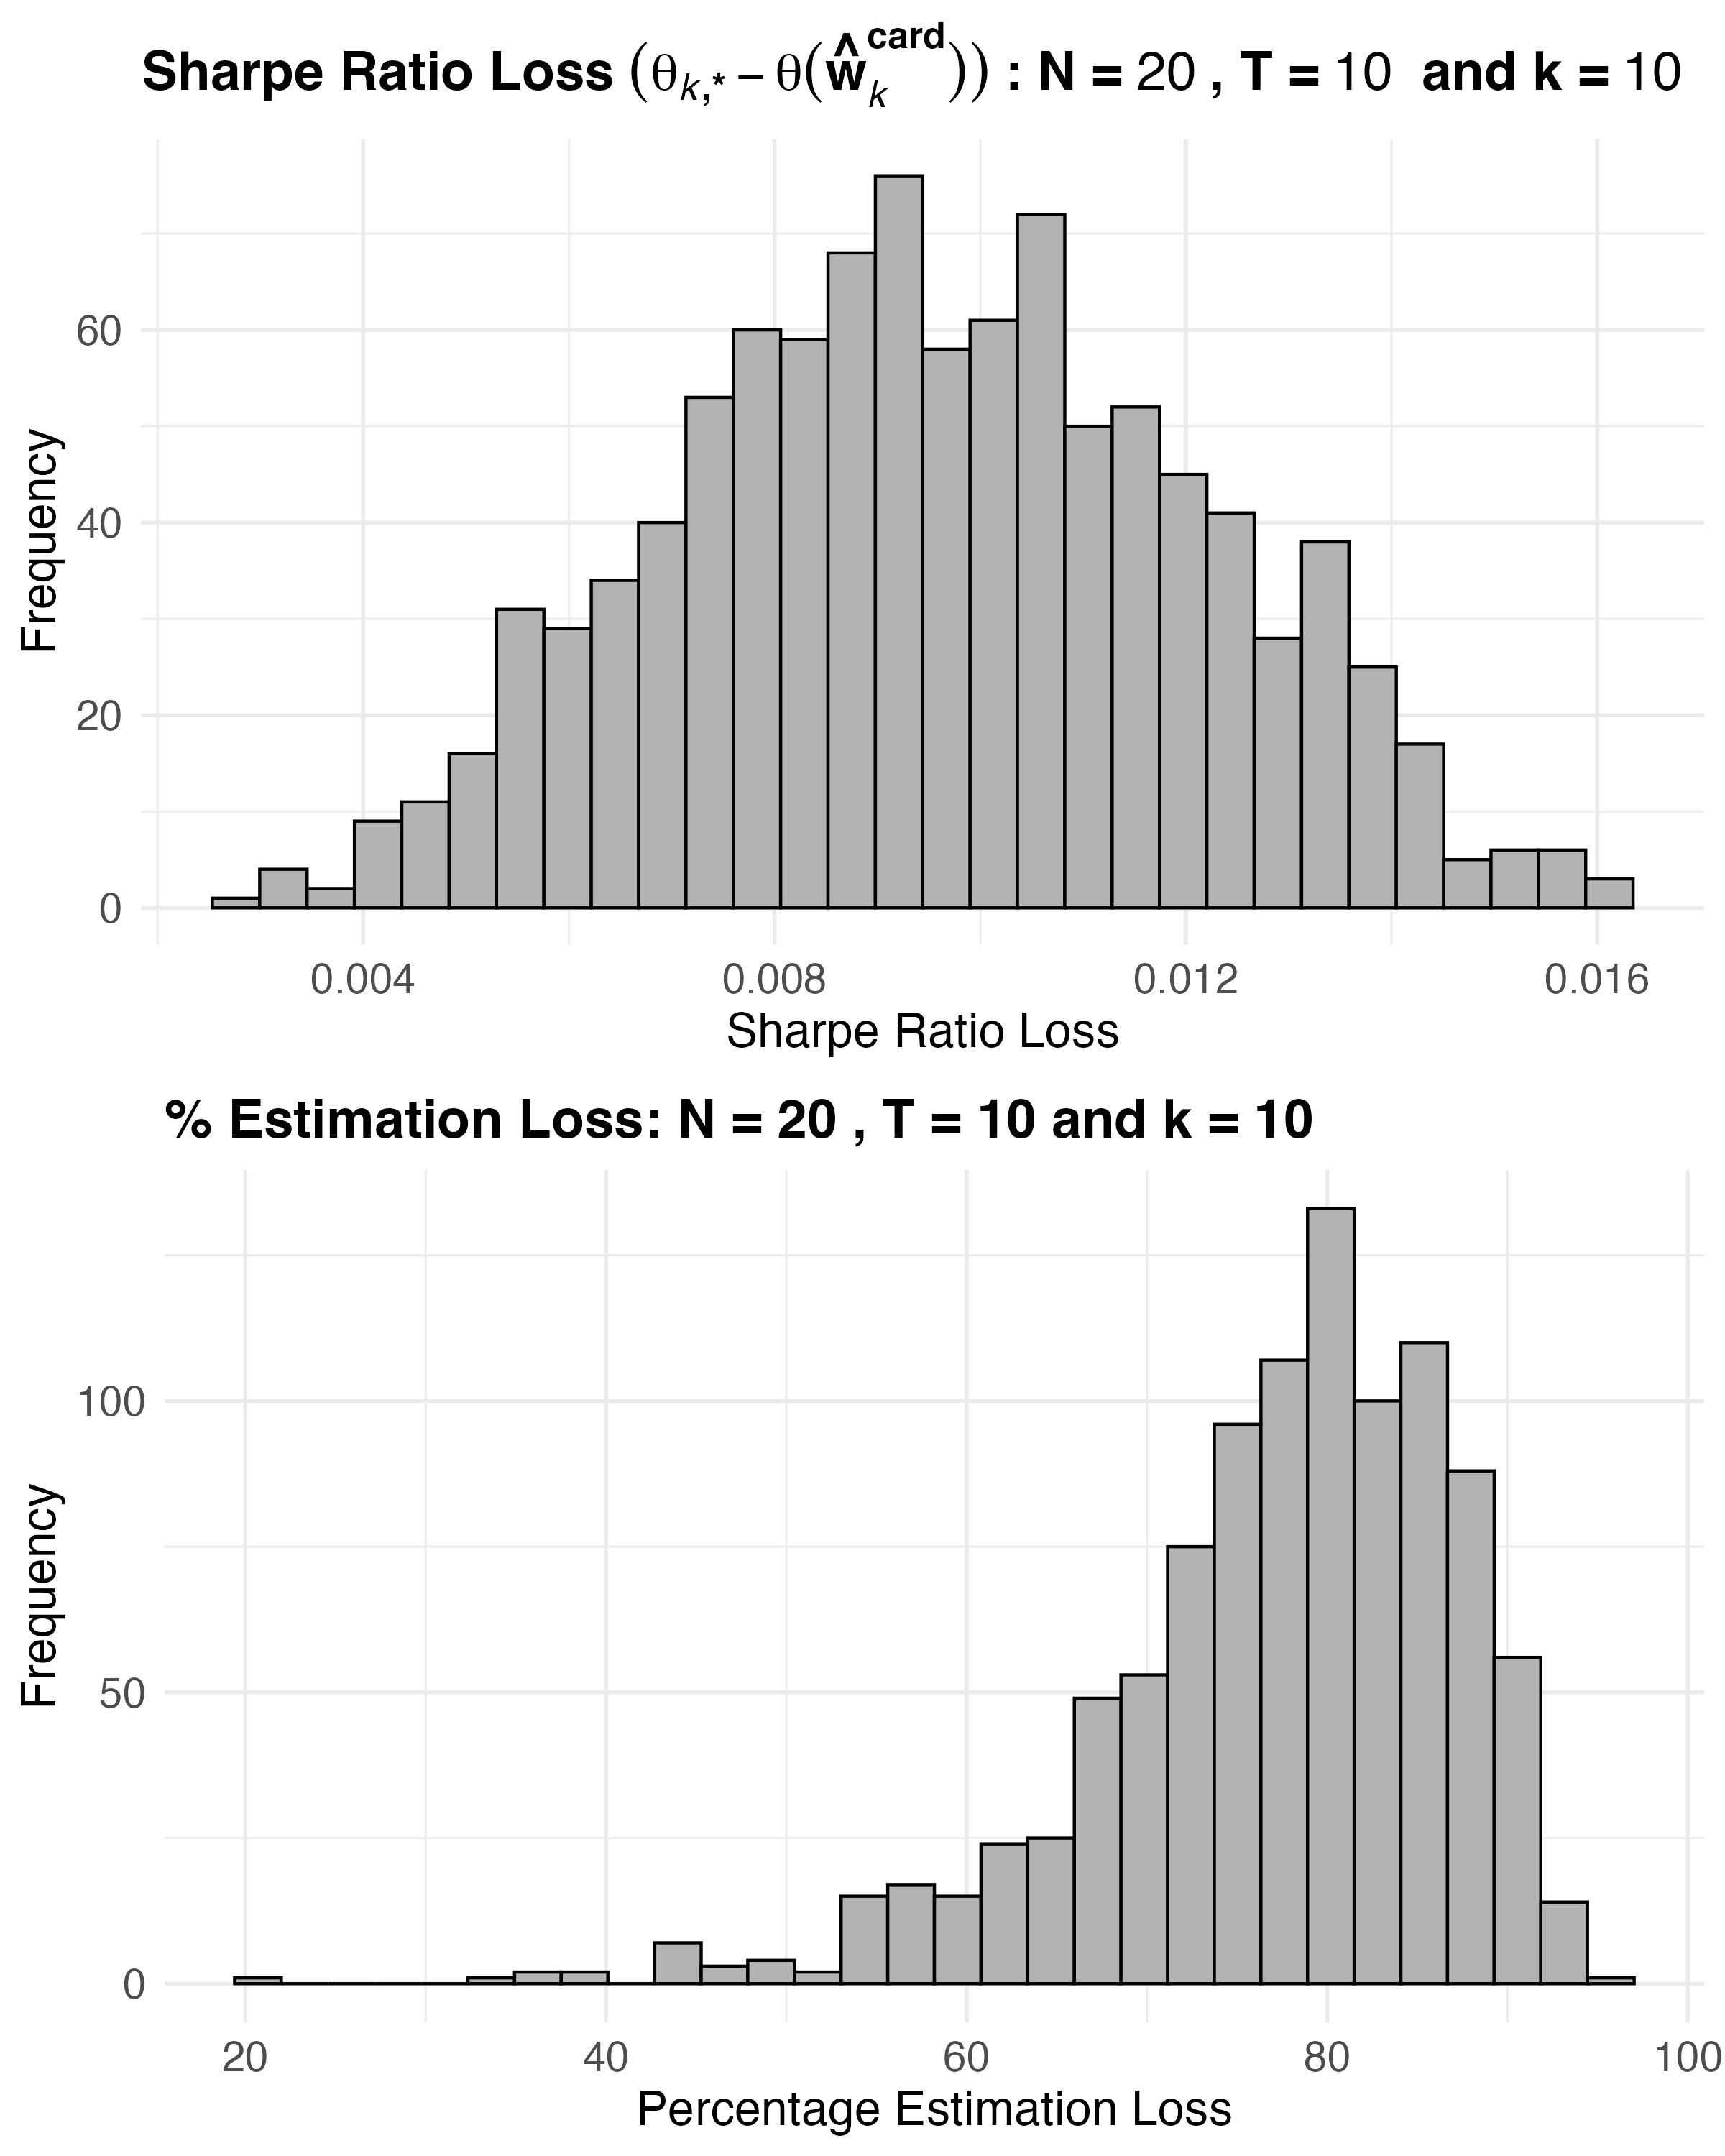 Sharpe Ratio Loss (θk,* − θ(ŵk^card)) : N = 20 , T = 10 and k = 10
Frequency
60
40
20
0
0.004 0.008 0.012 0.016
Sharpe Ratio Loss
% Estimation Loss: N = 20 , T = 10 and k = 10
Frequency
100
50
0
20 40 60 80 100
Percentage Estimation Loss